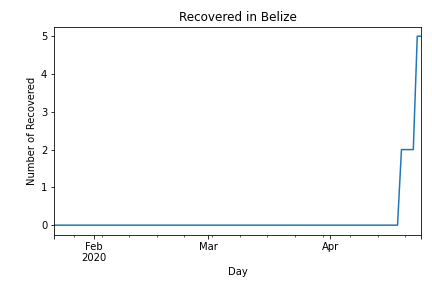 Recovered in Belize
Number of Recovered
5
4
3
2
1
0
Feb
2020
Mar
Apr
Day